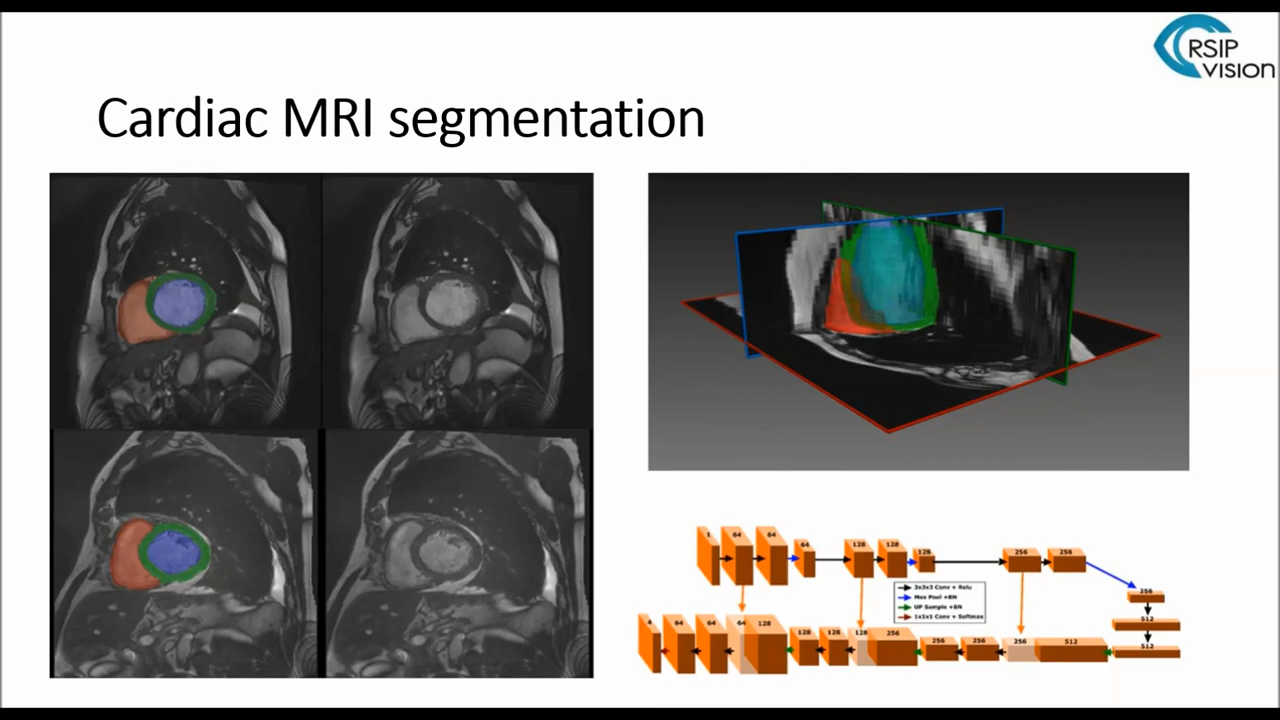 RSIP
vision
Cardiac MRI segmentation
1 64 64 64 128 128 128 256 256
256
512
512
3x3x3 Conv + Relu
Max Pool +BN
UP Sample +BN
1x1x1 Conv + Softmax
4 64 64 64 128 128 128 128 256 256 256 256 512